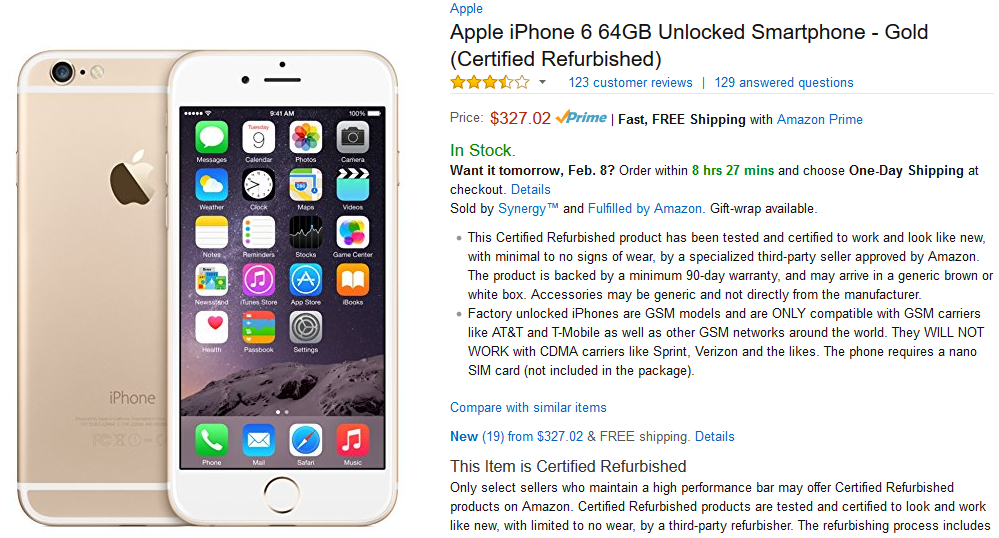 Apple
Apple iPhone 6 64GB Unlocked Smartphone - Gold
(Certified Refurbished)
123 customer reviews | 129 answered questions
Price: $327.02 Prime | Fast, FREE Shipping with Amazon Prime
In Stock.
Want it tomorrow, Feb. 8? Order within 8 hrs 27 mins and choose One-Day Shipping at
checkout. Details
Sold by Synergy™ and Fulfilled by Amazon. Gift-wrap available.
• This Certified Refurbished product has been tested and certified to work and look like new,
with minimal to no signs of wear, by a specialized third-party seller approved by Amazon.
The product is backed by a minimum 90-day warranty, and may arrive in a generic brown or
white box. Accessories may be generic and not directly from the manufacturer.
• Factory unlocked iPhones are GSM models and are ONLY compatible with GSM carriers
like AT&T and T-Mobile as well as other GSM networks around the world. They WILL NOT
WORK with CDMA carriers like Sprint, Verizon and the likes. The phone requires a nano
SIM card (not included in the package).
Compare with similar items
New (19) from $327.02 & FREE shipping. Details
This Item is Certified Refurbished
Only select sellers who maintain a high performance bar may offer Certified Refurbished
products on Amazon. Certified Refurbished products are tested and certified to look and work
like new, with limited to no wear, by a third-party refurbisher. The refurbishing process includes
9:41 AM 100%
Tuesday
9
280
Messages Calendar Photos Camera
Weather Clock Maps Videos
Notes Reminders Stocks Game Center
Newsstand iTunes Store App Store iBooks
Health Passbook Settings
Phone Mail Safari Music
iPhone